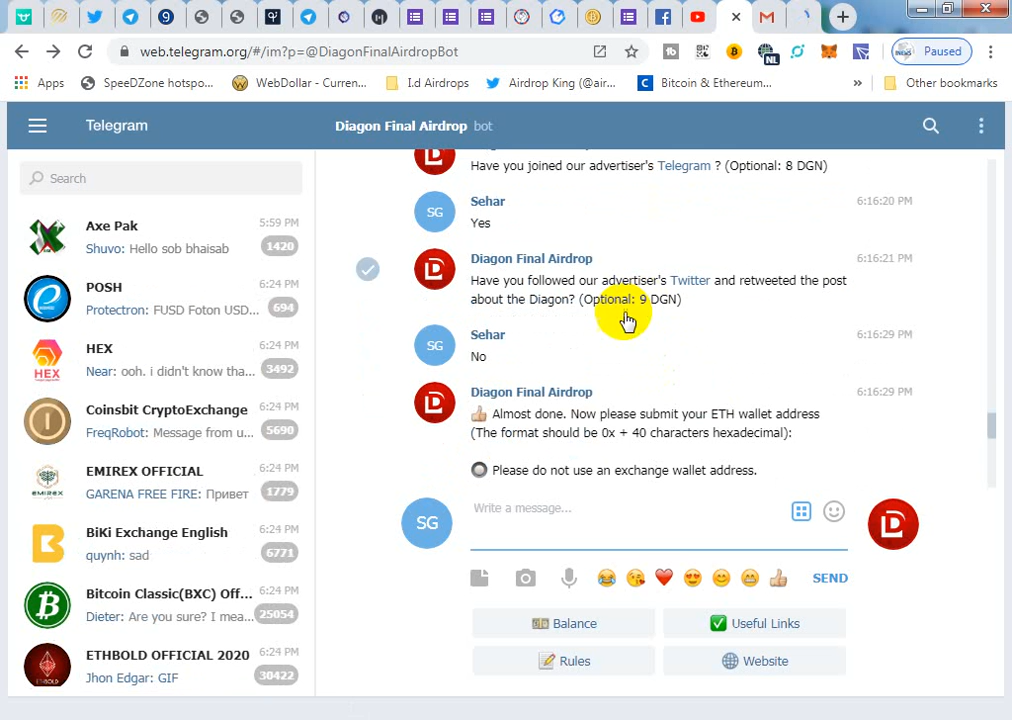 web.telegram.org/#/im?p=@DiagonFinalAirdropBot
Paused
NL
Apps
SpeeDZone hotspo...
WebDollar - Curren...
I.d Airdrops
Airdrop King (@air...
Bitcoin & Ethereum...
»
Other bookmarks
Telegram
Diagon Final Airdrop bot
Search
Axe Pak 5:59 PM
Shuvo: Hello sob bhaisab 1420
POSH 6:24 PM
Protectron: FUSD Foton USD... 694
HEX 6:24 PM
HEX
Near: ooh. i didn't know tha... 3492
Coinsbit CryptoExchange 6:24 PM
FreqRobot: Message from u... 5690
EMIREX OFFICIAL 6:24 PM
EMIREX
GARENA FREE FIRE: Привет 1779
BiKi Exchange English 6:24 PM
quynh: sad 6771
Bitcoin Classic(BXC) Off... 6:24 PM
Dieter: Are you sure? I mea... 25054
ETHBOLD OFFICIAL 2020 6:24 PM
Jhon Edgar: GIF 30422
Have you joined our advertiser's Telegram ? (Optional: 8 DGN)
SG
Sehar 6:16:20 PM
Yes
Diagon Final Airdrop 6:16:21 PM
Have you followed our advertiser's Twitter and retweeted the post
about the Diagon? (Optional: 9 DGN)
SG
Sehar 6:16:29 PM
No
Diagon Final Airdrop 6:16:29 PM
Almost done. Now please submit your ETH wallet address
(The format should be 0x + 40 characters hexadecimal):
Please do not use an exchange wallet address.
SG
Write a message...
SEND
Balance
Useful Links
Rules
Website